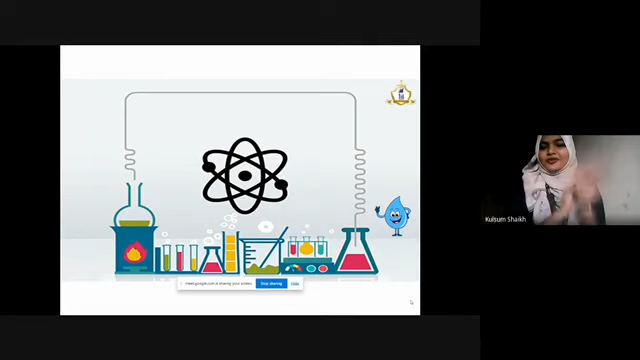 meet.google.com is sharing your screen.
Stop sharing
Hide
Kulsum Shaikh